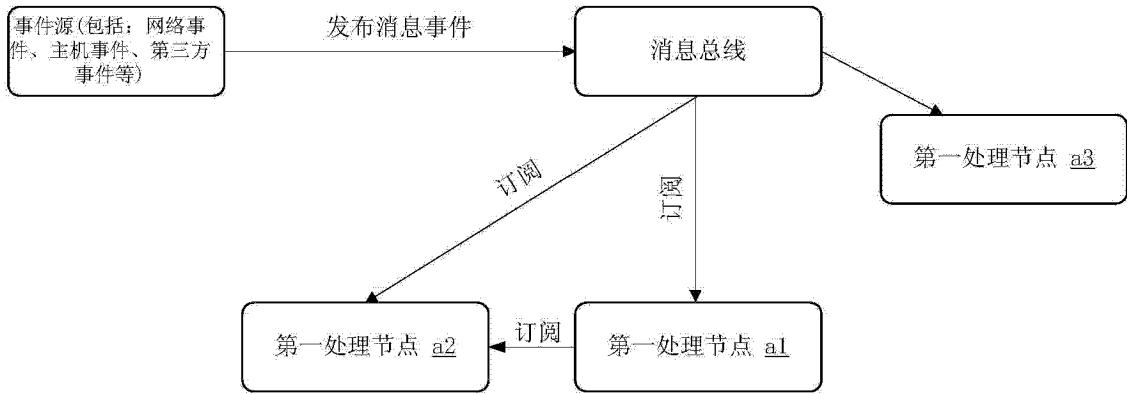 事件源(包括：网络事
件、主机事件、第三方
事件等)
发布消息事件
消息总线
第一处理节点 a3
订阅
订阅
第一处理节点 a2
订阅
第一处理节点 a1